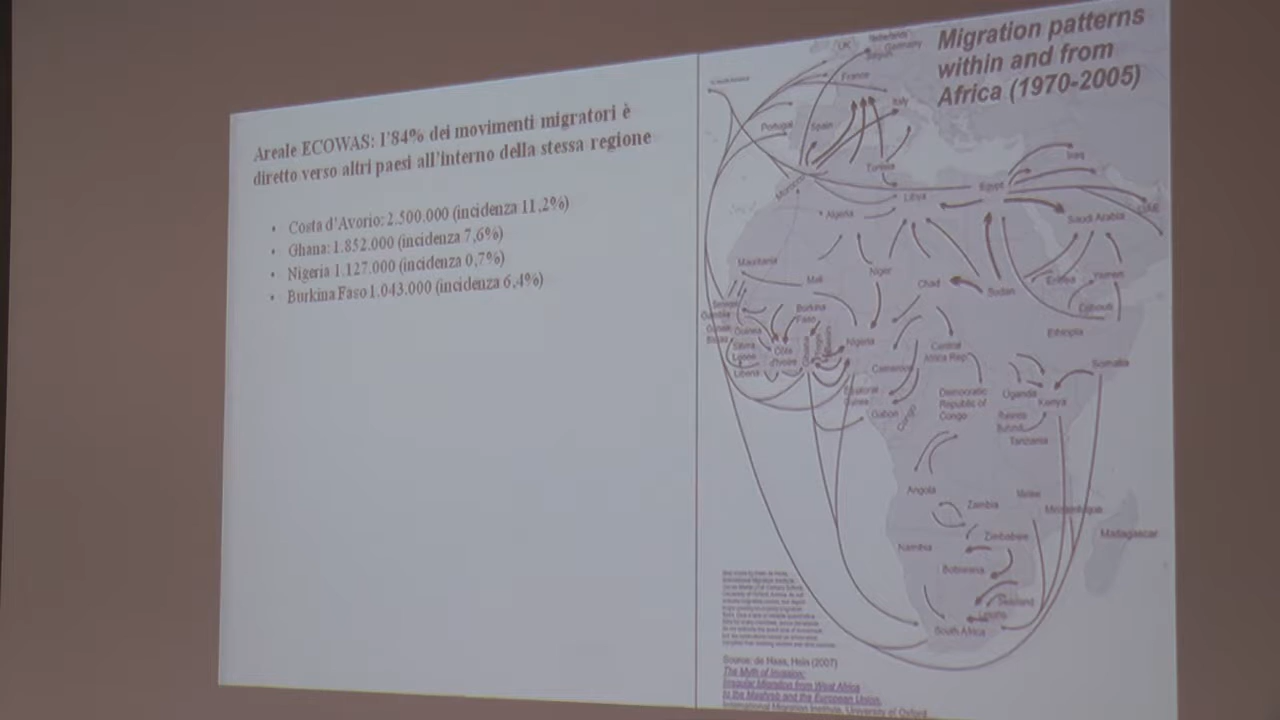 Areale ECOWAS: l'84% dei movimenti migratori è
diretto verso altri paesi all'interno della stessa regione
• Costa d'Avorio: 2.500.000 (incidenza 11,2%)
• Ghana: 1.852.000 (incidenza 7,6%)
• Nigeria 1.127.000 (incidenza 0,7%)
• Burkina Faso 1.043.000 (incidenza 6,4%)
Migration patterns
within and from
Africa (1970-2005)
UK
Netherlands
Germany
Belgium
France
Italy
Portugal
Spain
Tunisia
Iraq
Morocco
Egypt
Libya
UAE
Algeria
Saudi Arabia
Mauritania
Mali
Niger
Chad
Sudan
Eritrea
Yemen
Senegal
Gambia
Burkina
Faso
Djibouti
Guinea
Bissau
Guinea
Ethiopia
Sierra
Leone
Côte
d'Ivoire
Ghana
Togo
Nigeria
Central
Africa Rep.
Liberia
Cameroon
Somalia
Equatorial
Guinea
Gabon
Democratic
Republic of
Congo
Uganda
Kenya
Rwanda
Burundi
Tanzania
Angola
Zambia
Mozambique
Zimbabwe
Madagascar
Namibia
Botswana
Swaziland
Lesotho
South Africa
Source: de Haas, Hein (2007)
The Myth of Invasion:
Irregular Migration from West Africa
to the Maghreb and the European Union.
International Migration Institute, University of Oxford